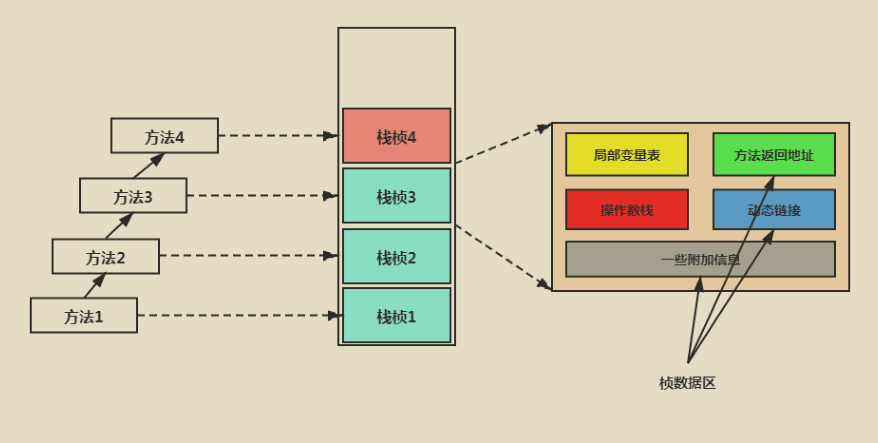 方法4
方法3
方法2
方法1
栈桢4
栈桢3
栈桢2
栈桢1
局部变量表
方法返回地址
操作数栈
动态链接
一些附加信息
桢数据区